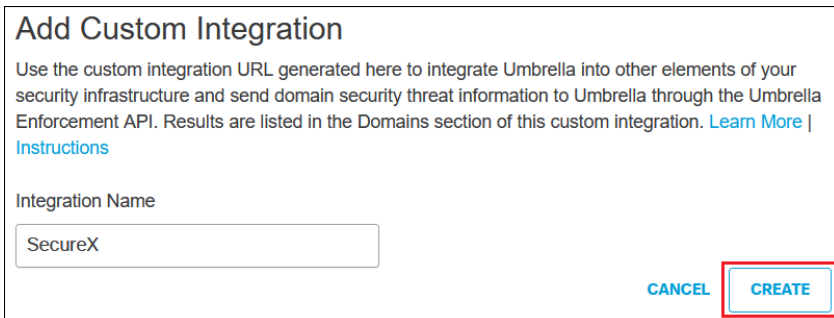 Add Custom Integration
Use the custom integration URL generated here to integrate Umbrella into other elements of your
security infrastructure and send domain security threat information to Umbrella through the Umbrella
Enforcement API. Results are listed in the Domains section of this custom integration. Learn More |
Instructions
Integration Name
SecureX
CANCEL CREATE